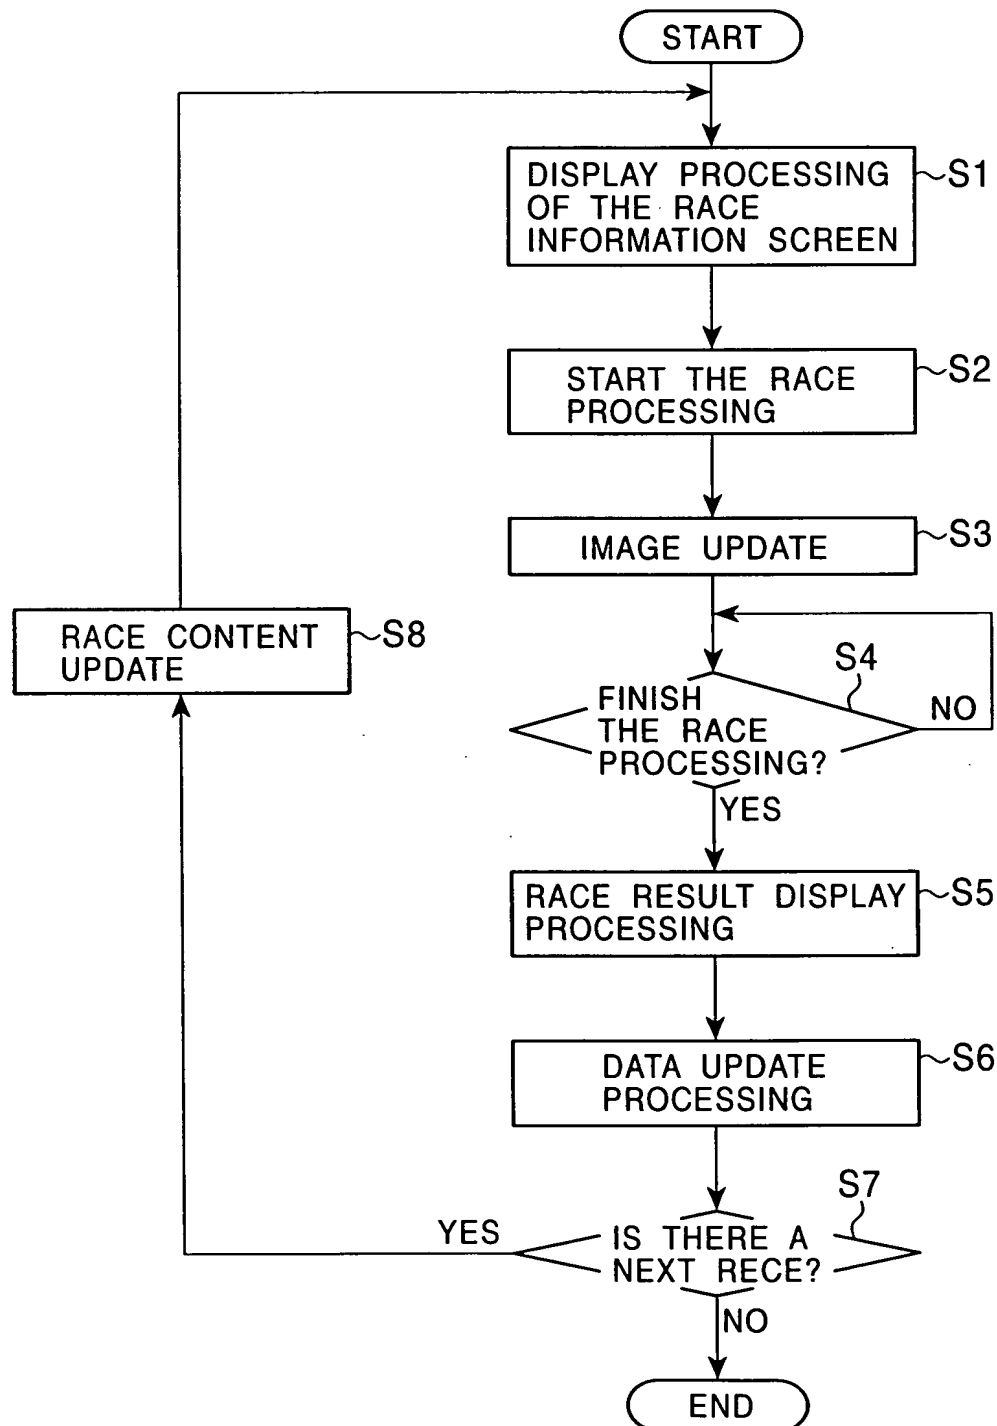 START
DISPLAY PROCESSING
OF THE RACE
INFORMATION SCREEN
S1
START THE RACE
PROCESSING
S2
IMAGE UPDATE
S3
RACE CONTENT
UPDATE
S8
S4
FINISH
THE RACE
PROCESSING?
NO
YES
RACE RESULT DISPLAY
PROCESSING
S5
DATA UPDATE
PROCESSING
S6
S7
YES
IS THERE A
NEXT RECE?
NO
END